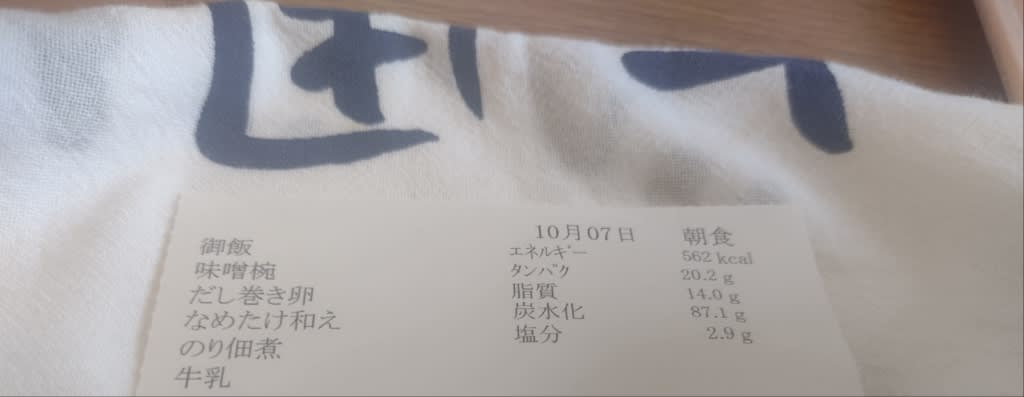 10月07日 朝食
御飯 エネルギー 562 kcal
味噌椀 タンパク 20.2 g
だし巻き卵 脂質 14.0 g
なめたけ和え 炭水化 87.1 g
のり佃煮 塩分 2.9 g
牛乳